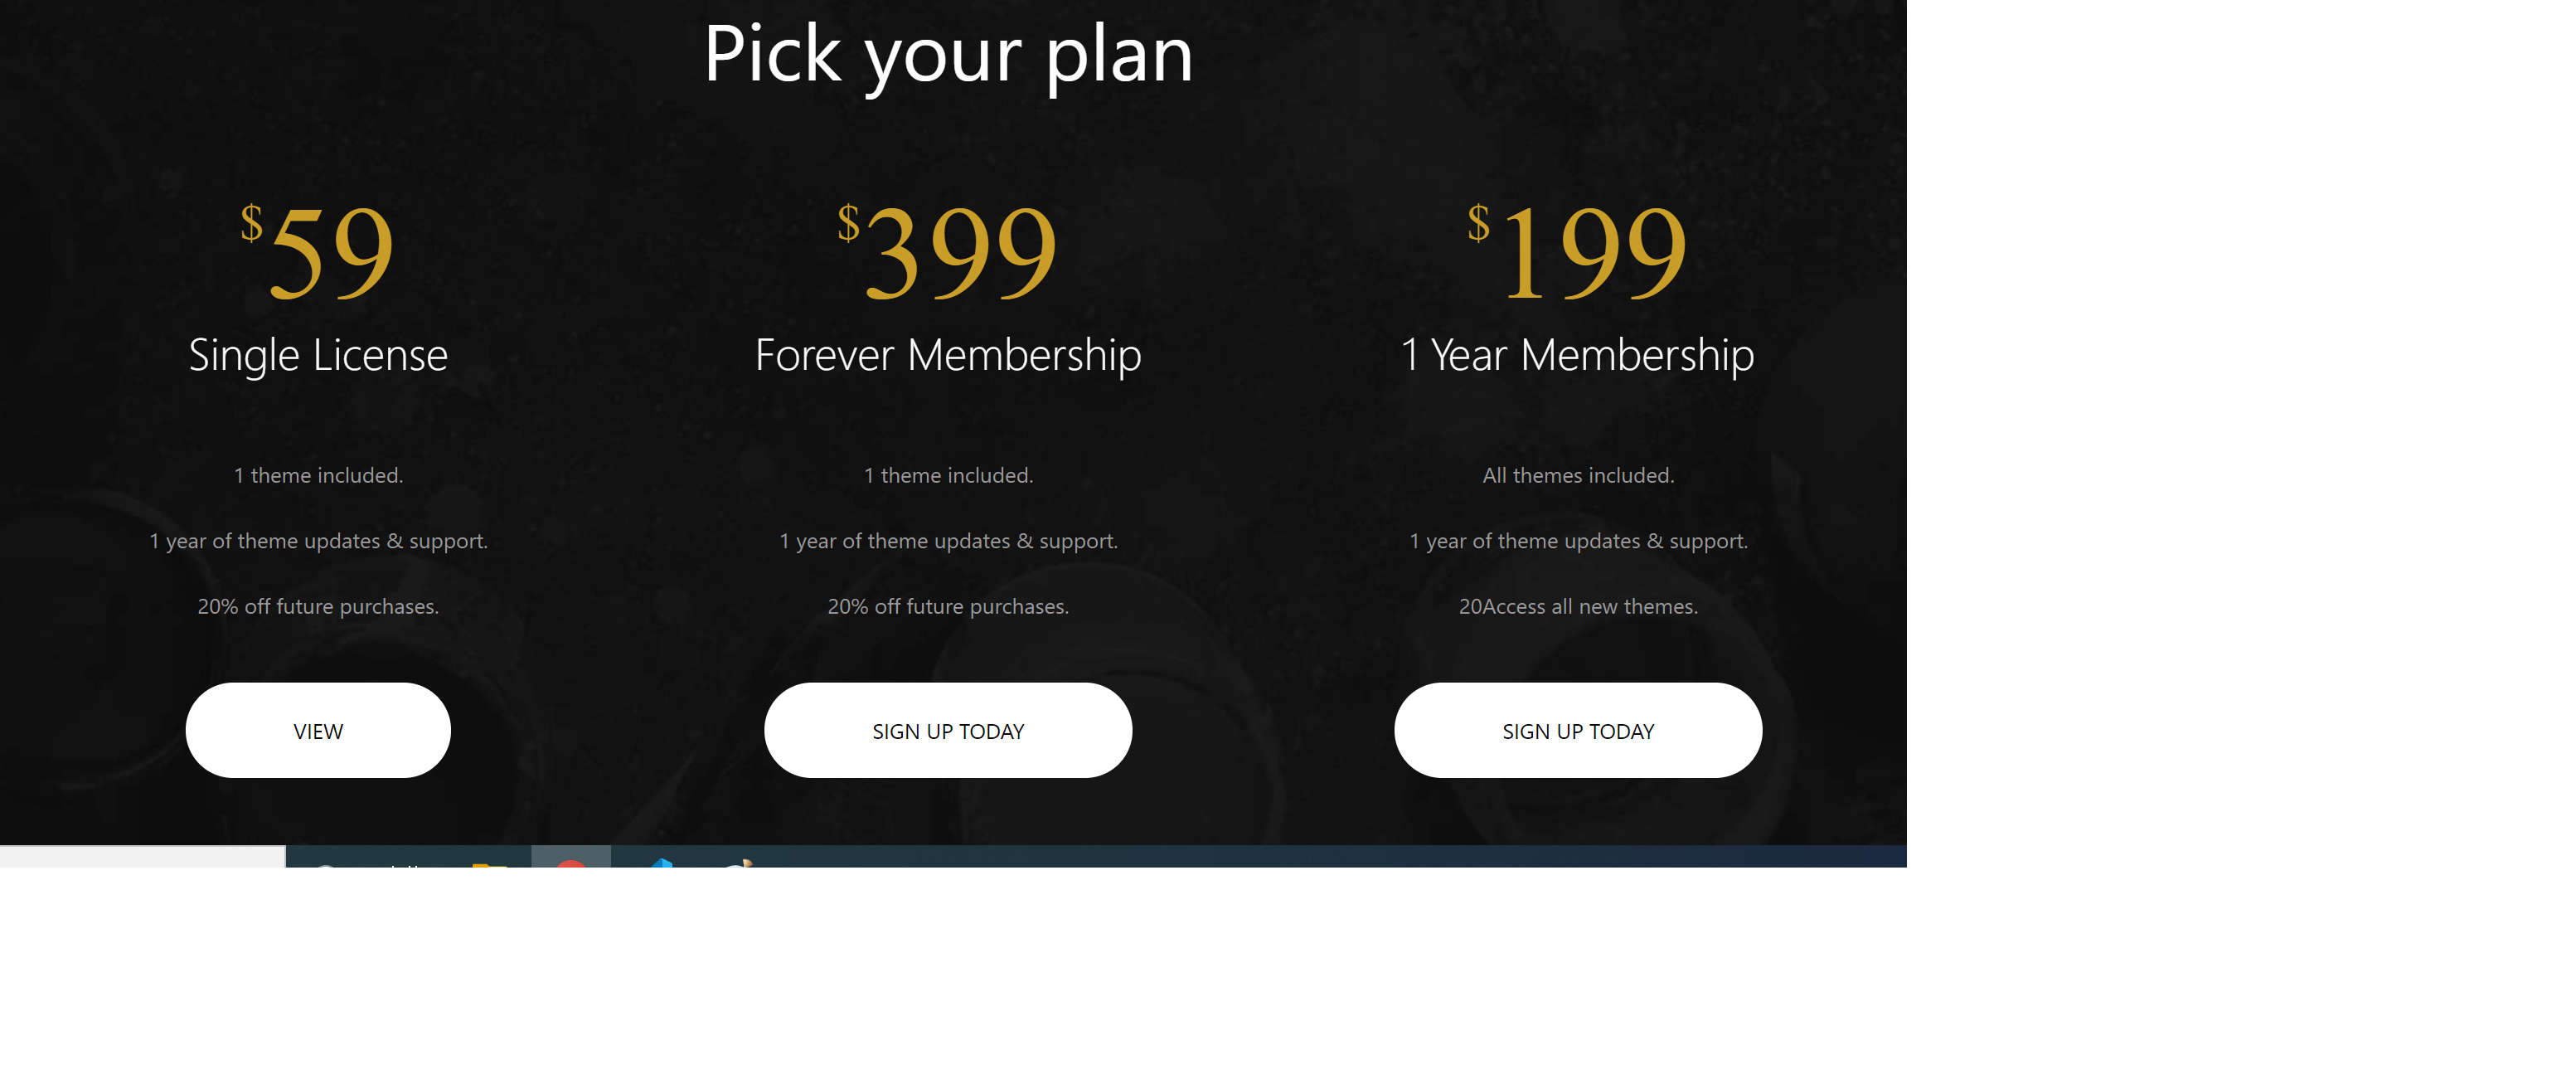 Pick your plan
$59
Single License
1 theme included.
1 year of theme updates & support.
20% off future purchases.
VIEW
$399
Forever Membership
1 theme included.
1 year of theme updates & support.
20% off future purchases.
SIGN UP TODAY
$199
1 Year Membership
All themes included.
1 year of theme updates & support.
20Access all new themes.
SIGN UP TODAY